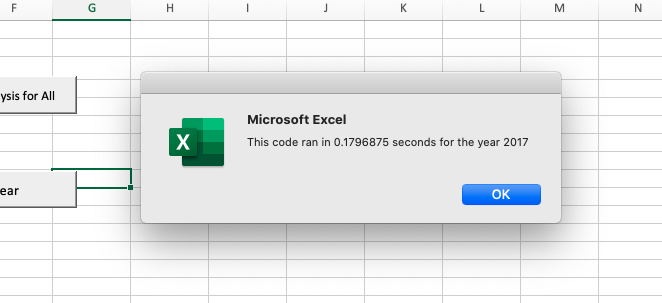 F G H I J K L M N
ysis for All
Microsoft Excel
X
This code ran in 0.1796875 seconds for the year 2017
ear
OK